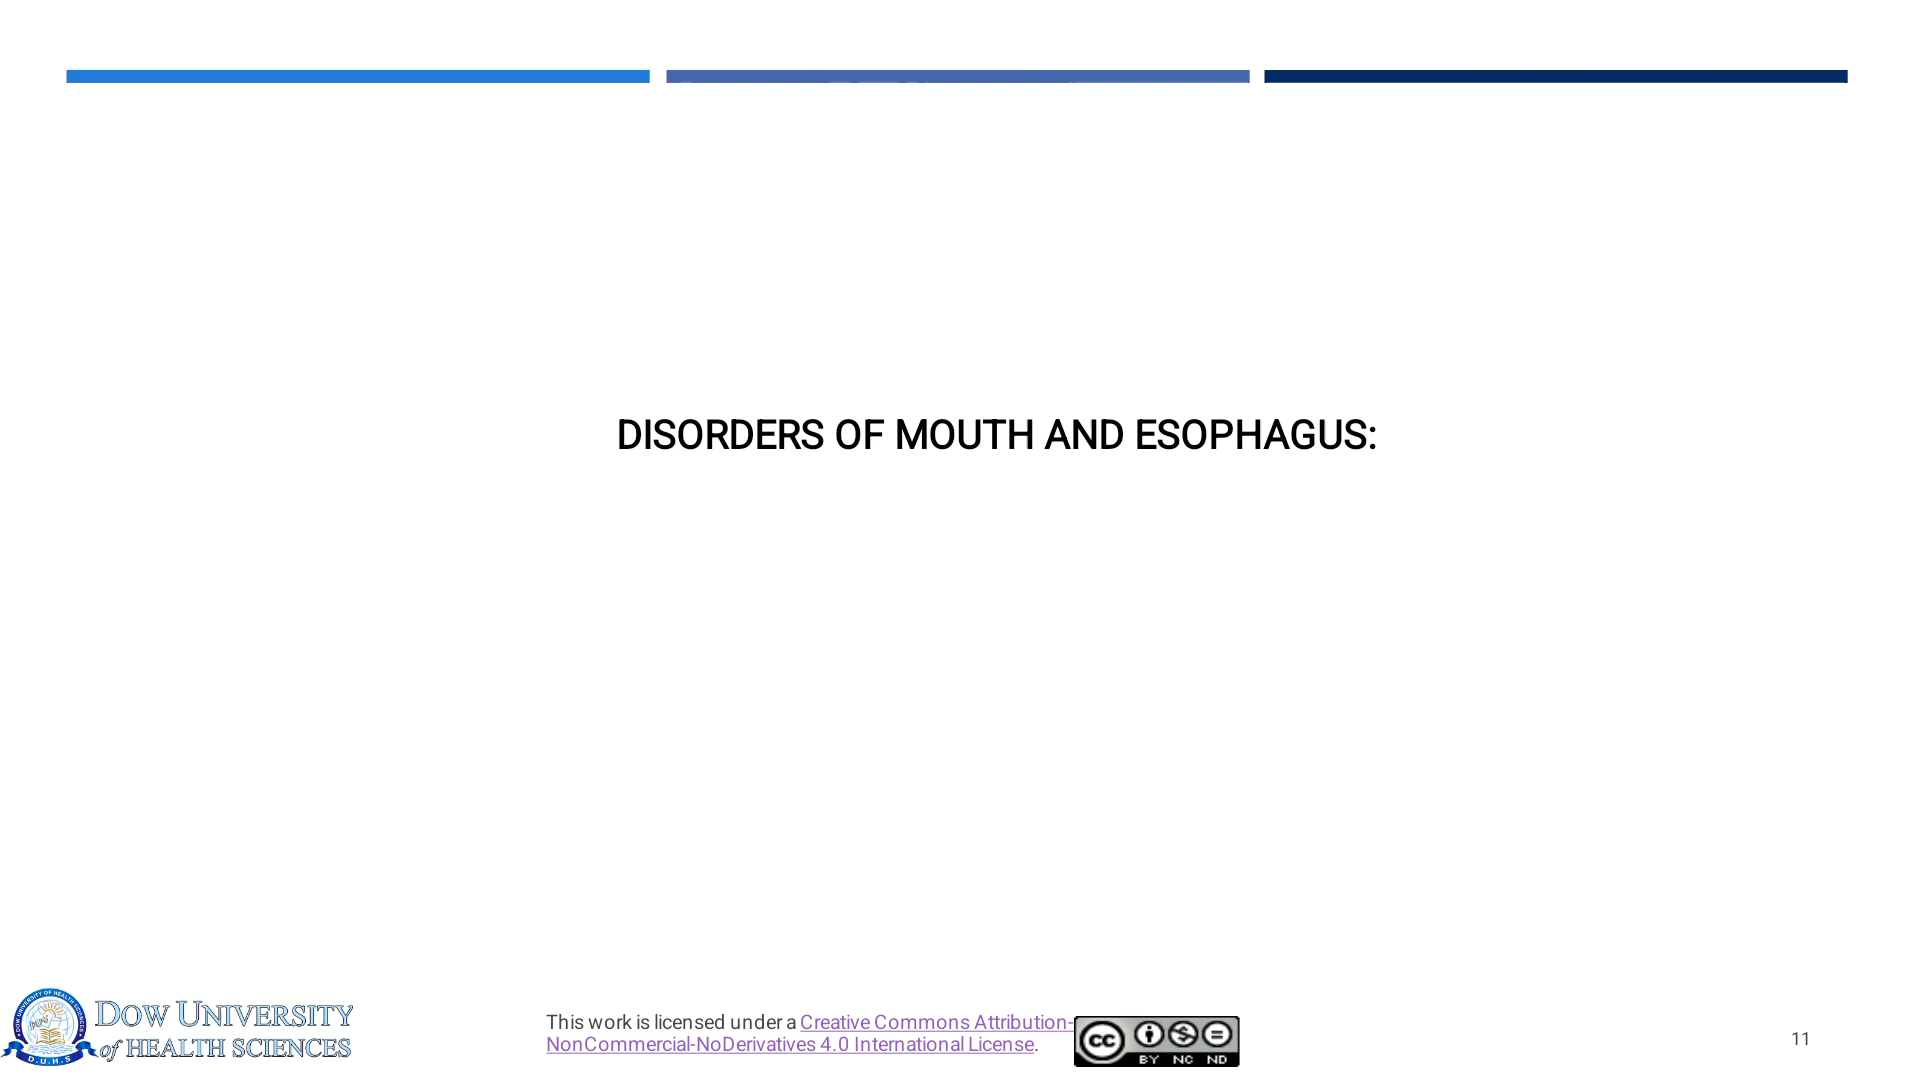 DISORDERS OF MOUTH AND ESOPHAGUS:
DOW UNIVERSITY
of HEALTH SCIENCES
D.U.H.S
This work is licensed under a Creative Commons Attribution-
NonCommercial-NoDerivatives 4.0 International License.
cc
BY NC ND
11